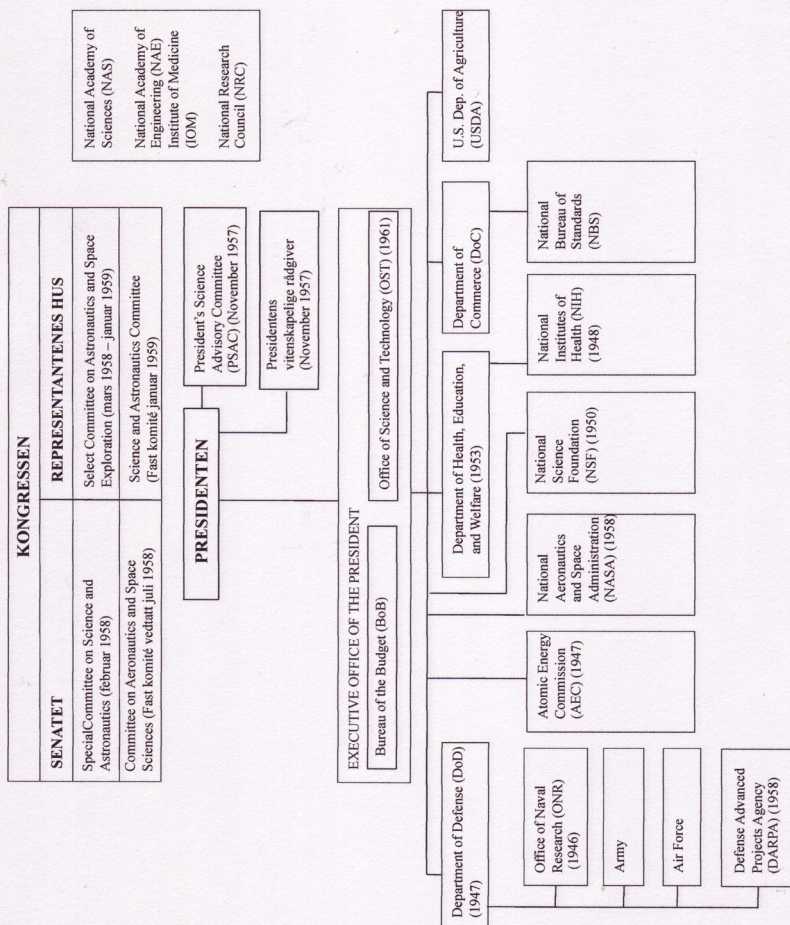 KONGRESSEN
SENATET
REPRESENTANTENES HUS
SpecialCommittee on Science and
Astronautics (februar 1958)
Select Committee on Astronautics and Space
Exploration (mars 1958 – januar 1959)
Committee on Aeronautics and Space
Sciences (Fast komité vedtatt juli 1958)
Science and Astronautics Committee
(Fast komité januar 1959)
National Academy of
Sciences (NAS)
National Academy of
Engineering (NAE)
Institute of Medicine
(IOM)
National Research
Council (NRC)
PRESIDENTEN
President's Science
Advisory Committee
(PSAC) (November 1957)
Presidentens
vitenskapelige rådgiver
(November 1957)
EXECUTIVE OFFICE OF THE PRESIDENT
Bureau of the Budget (BoB)
Office of Science and Technology (OST) (1961)
Department of Defense (DoD)
(1947)
Department of Health, Education,
and Welfare (1953)
Department of
Commerce (DoC)
U.S. Dep. of Agriculture
(USDA)
Office of Naval
Research (ONR)
(1946)
Army
Air Force
Defense Advanced
Projects Agency
(DARPA) (1958)
Atomic Energy
Commission
(AEC) (1947)
National
Aeronautics
and Space
Administration
(NASA) (1958)
National
Science
Foundation
(NSF) (1950)
National
Institutes of
Health (NIH)
(1948)
National
Bureau of
Standards
(NBS)